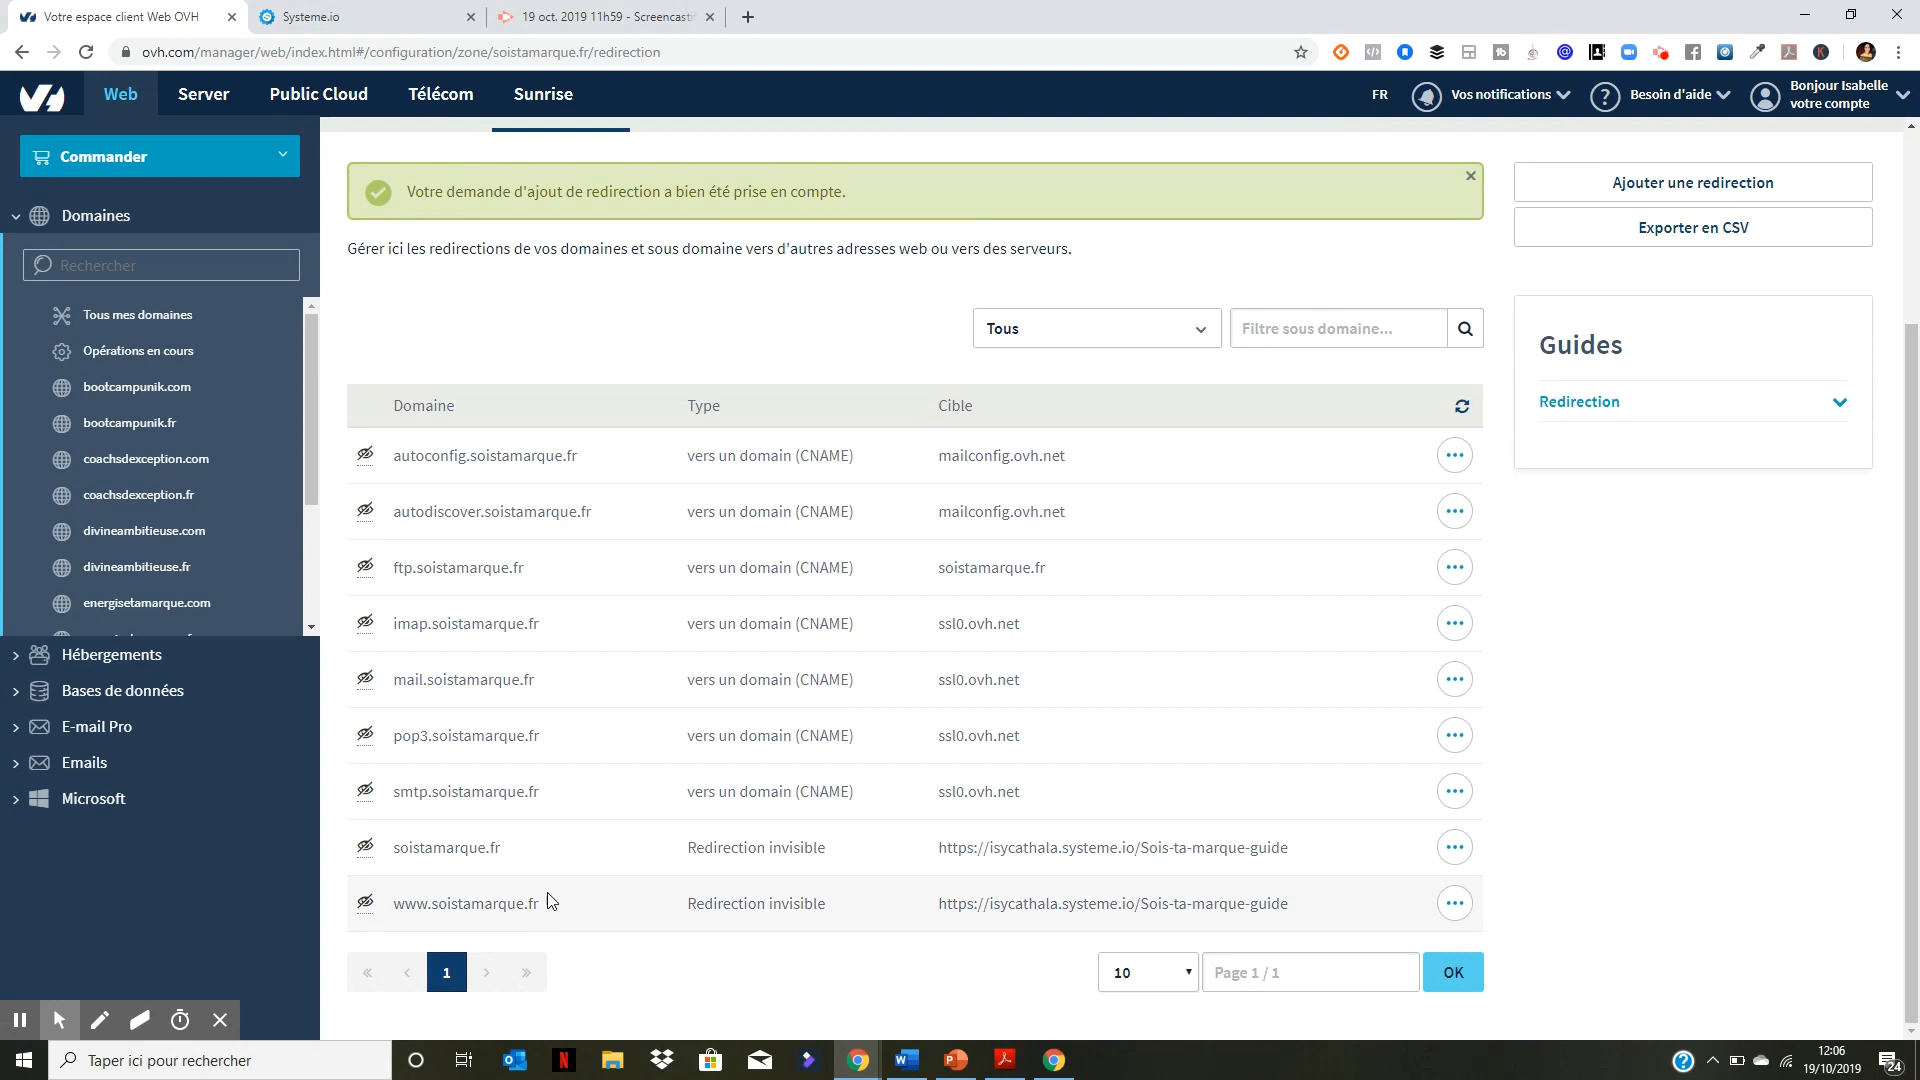 Votre espace client Web OVH
Systeme.io
19 oct. 2019 11h59 - Screencasti
ovh.com/manager/web/index.html#/configuration/zone/soistamarque.fr/redirection
Web
Server
Public Cloud
Télécom
Sunrise
FR
Vos notifications
Besoin d'aide
Bonjour Isabelle
votre compte
Commander
Domaines
Rechercher
Tous mes domaines
Opérations en cours
bootcampunik.com
bootcampunik.fr
coachsdexception.com
coachsdexception.fr
divineambitieuse.com
divineambitieuse.fr
energisetamarque.com
Hébergements
Bases de données
E-mail Pro
Emails
Microsoft
Votre demande d'ajout de redirection a bien été prise en compte.
Gérer ici les redirections de vos domaines et sous domaine vers d'autres adresses web ou vers des serveurs.
Tous
Filtre sous domaine...
Domaine Type Cible
autoconfig.soistamarque.fr vers un domain (CNAME) mailconfig.ovh.net
autodiscover.soistamarque.fr vers un domain (CNAME) mailconfig.ovh.net
ftp.soistamarque.fr vers un domain (CNAME) soistamarque.fr
imap.soistamarque.fr vers un domain (CNAME) ssl0.ovh.net
mail.soistamarque.fr vers un domain (CNAME) ssl0.ovh.net
pop3.soistamarque.fr vers un domain (CNAME) ssl0.ovh.net
smtp.soistamarque.fr vers un domain (CNAME) ssl0.ovh.net
soistamarque.fr Redirection invisible https://isycathala.systeme.io/Sois-ta-marque-guide
www.soistamarque.fr Redirection invisible https://isycathala.systeme.io/Sois-ta-marque-guide
« ‹ 1 › »
10
Page 1 / 1
OK
Ajouter une redirection
Exporter en CSV
Guides
Redirection
Taper ici pour rechercher
12:06
19/10/2019
24